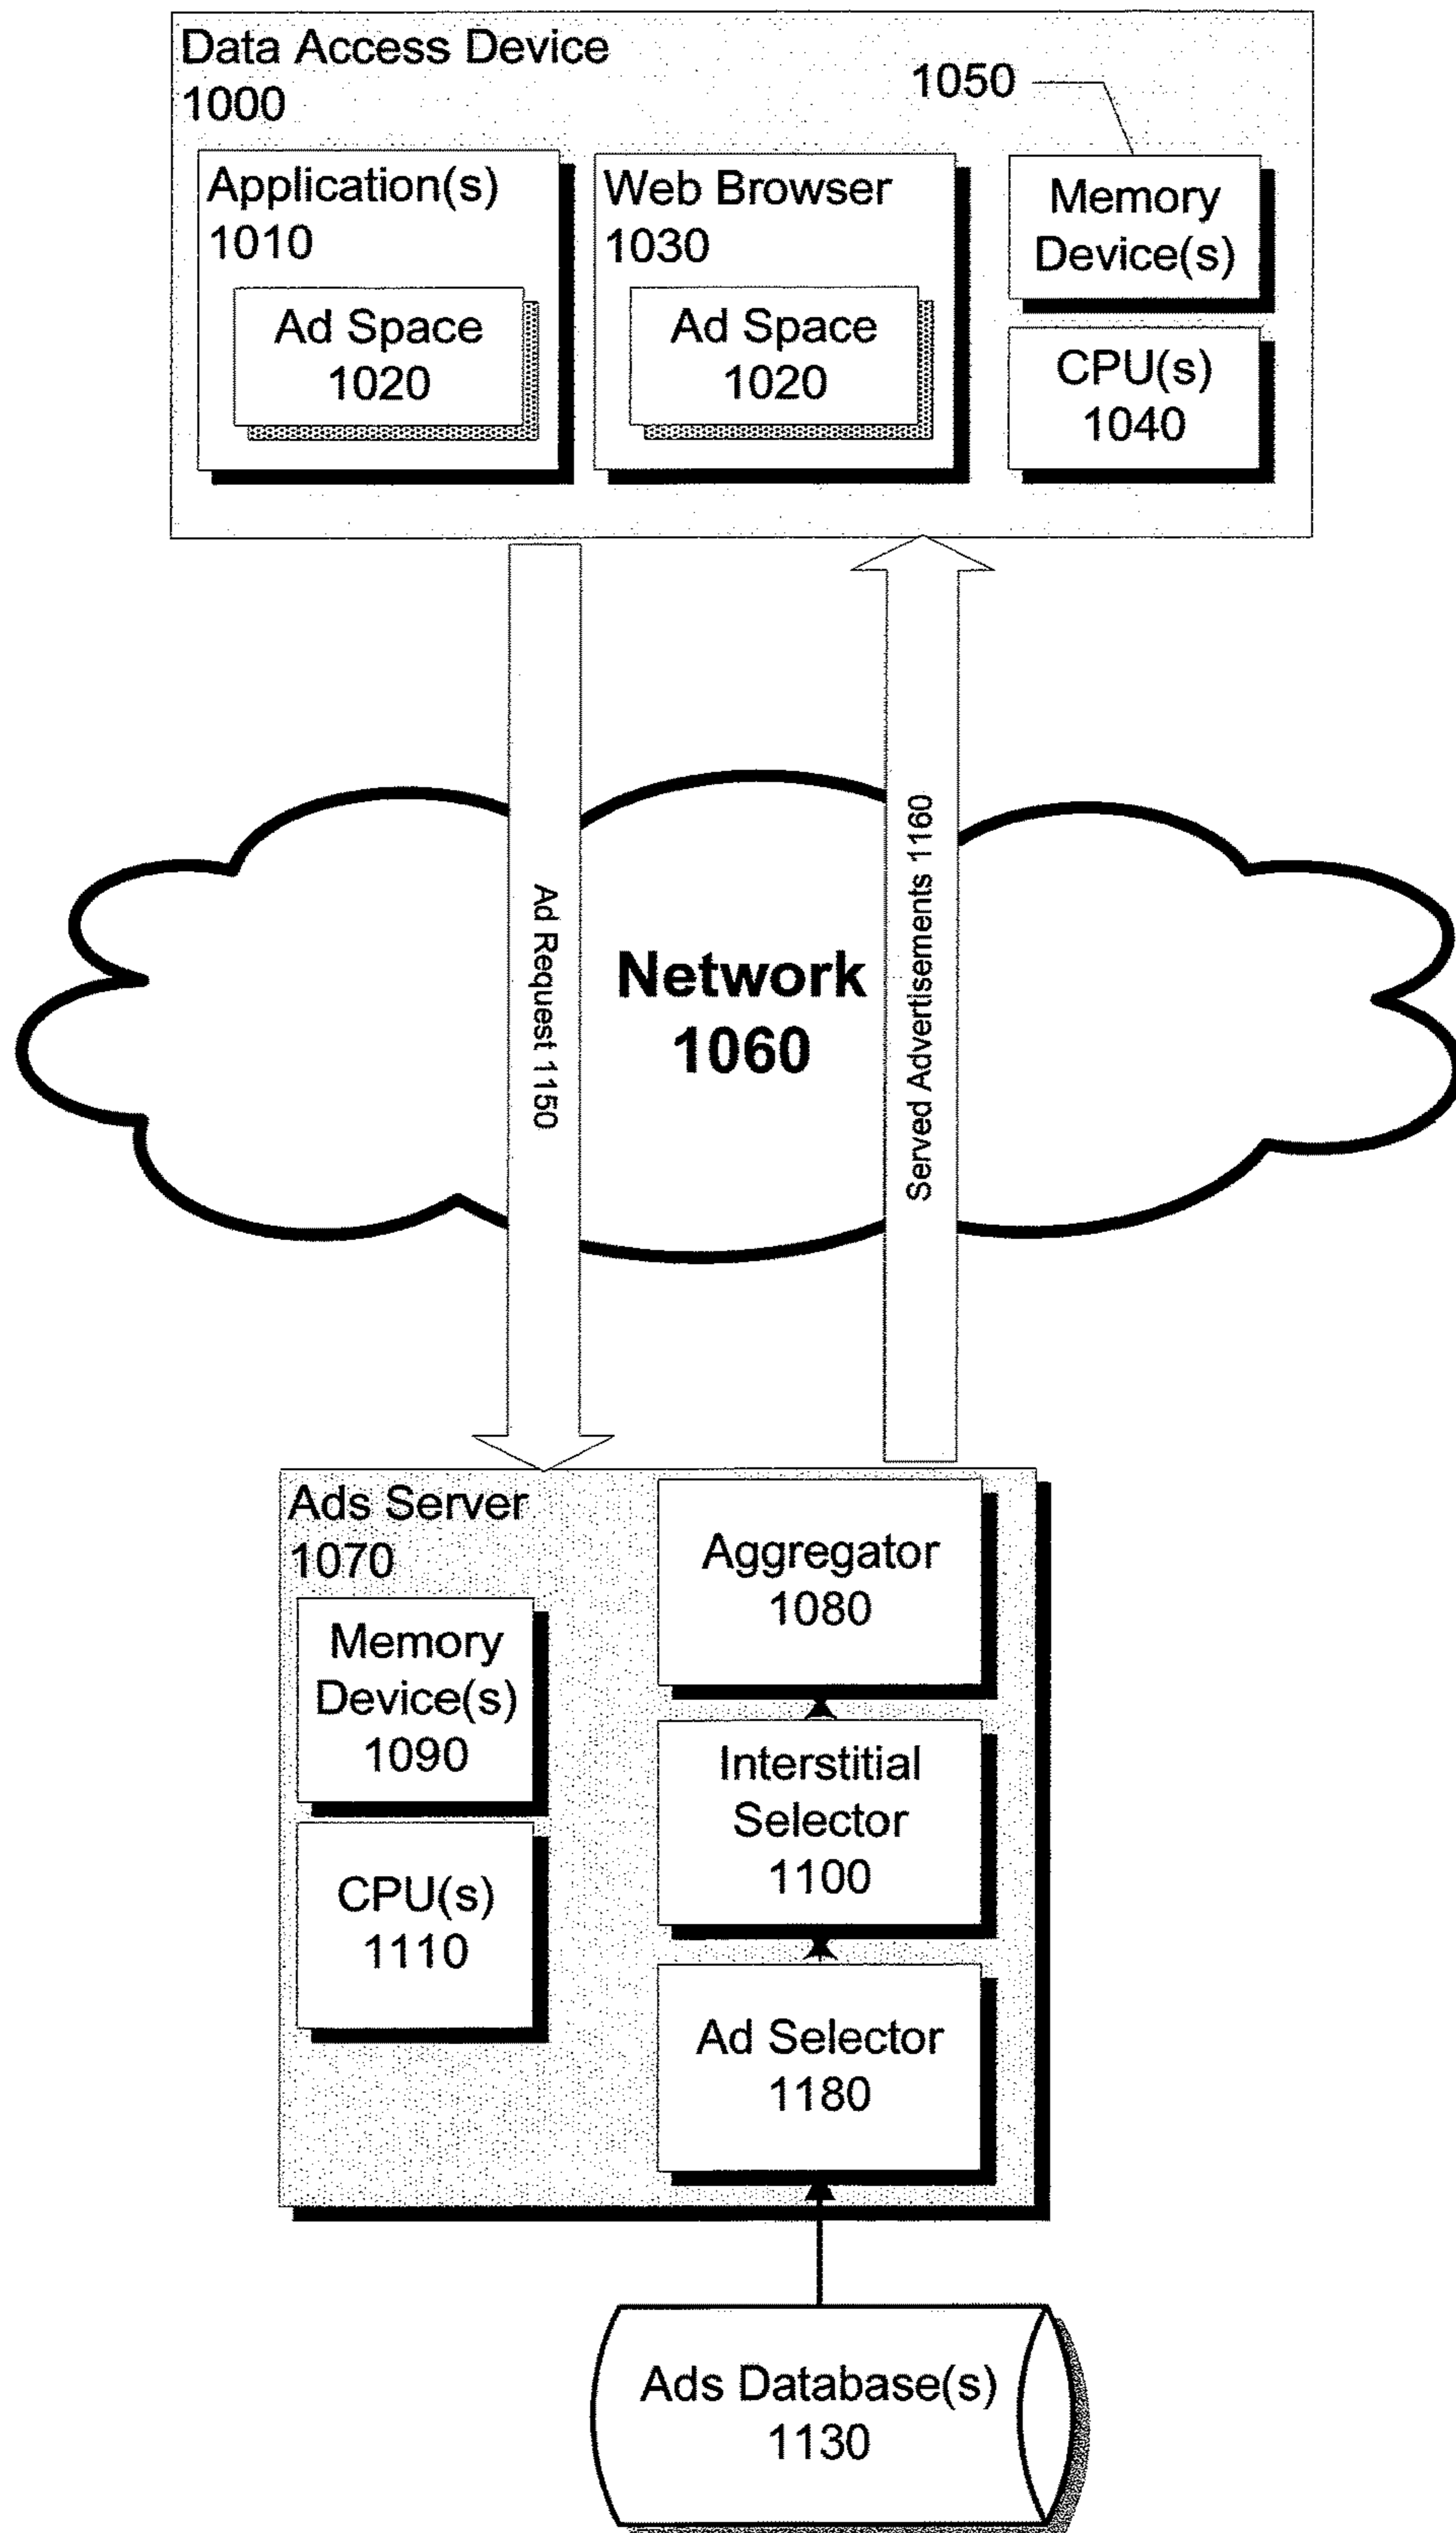 Data Access Device
1000
1050
Application(s)
1010
Ad Space
1020
Web Browser
1030
Ad Space
1020
Memory
Device(s)
CPU(s)
1040
Ad Request 1150
Network
1060
Served Advertisements 1160
Ads Server
1070
Memory
Device(s)
1090
CPU(s)
1110
Aggregator
1080
Interstitial
Selector
1100
Ad Selector
1180
Ads Database(s)
1130